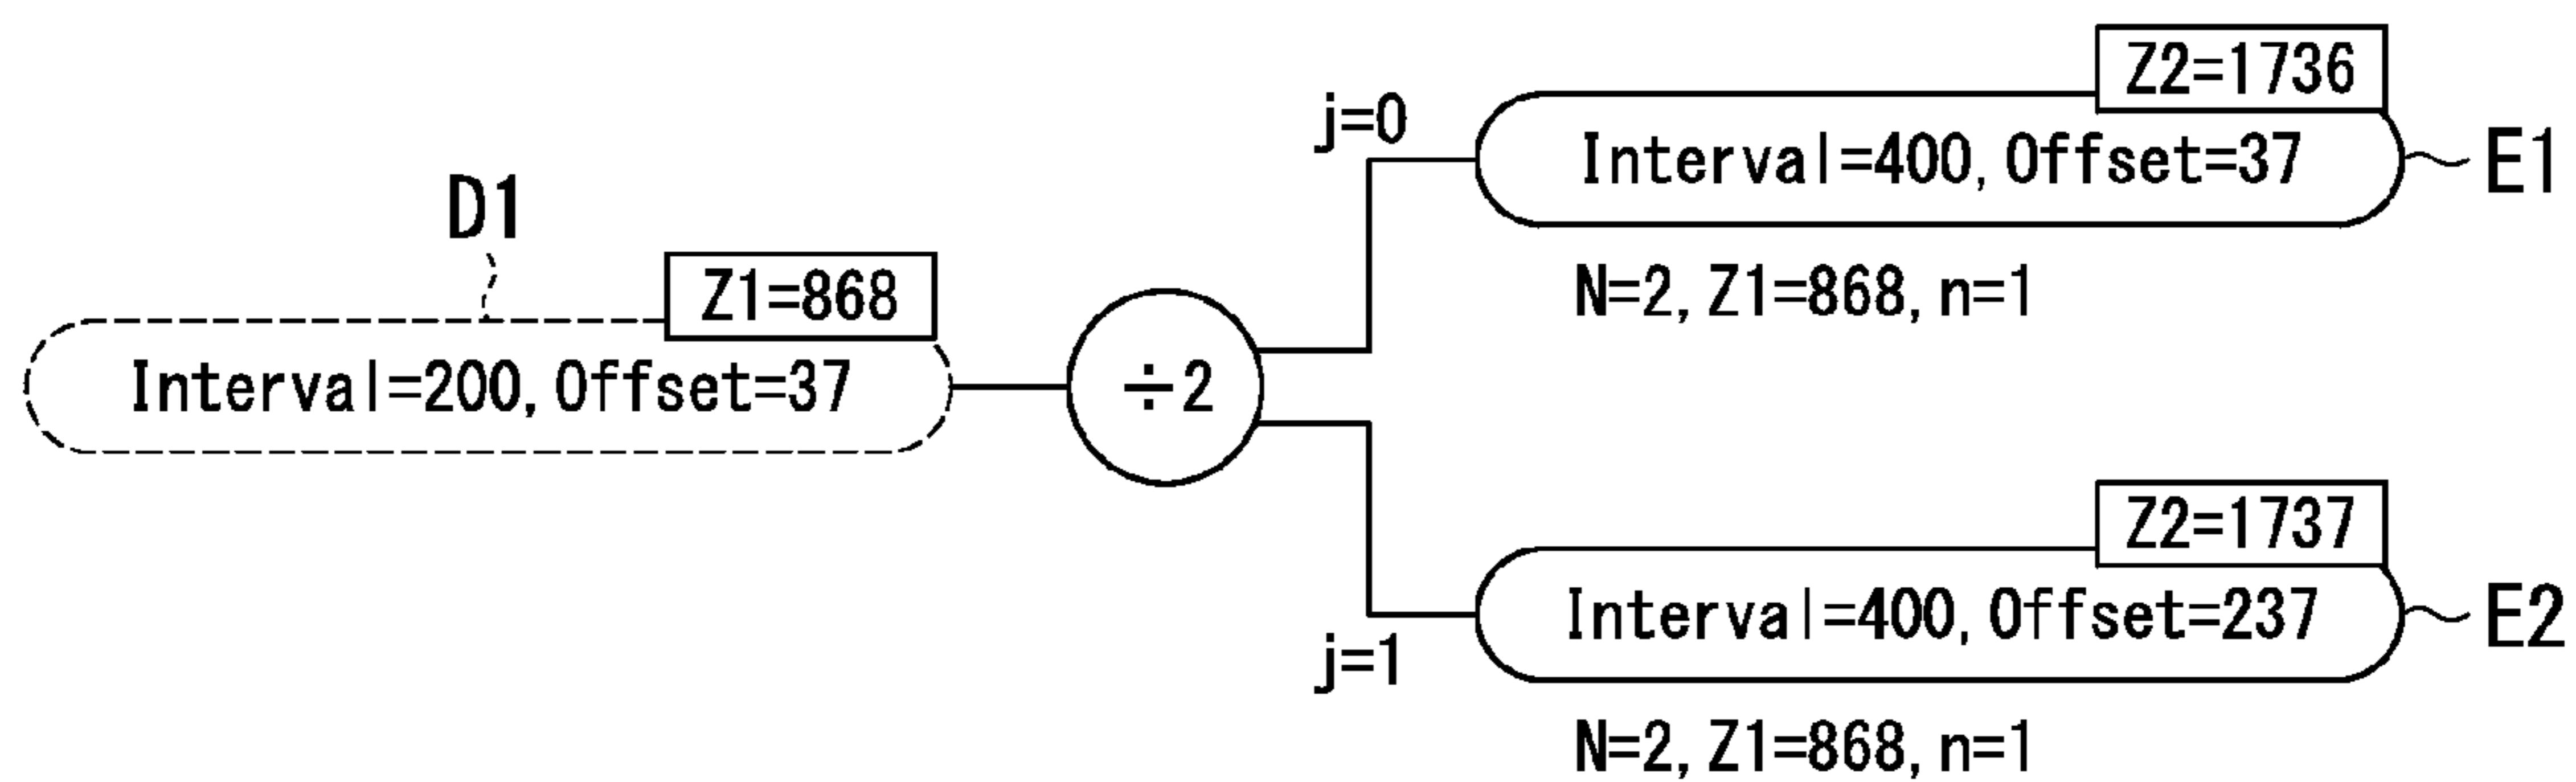 D1
Z1=868
Interval=200, Offset=37
÷2
j=0
Z2=1736
Interval=400, Offset=37
E1
N=2, Z1=868, n=1
j=1
Z2=1737
Interval=400, Offset=237
E2
N=2, Z1=868, n=1